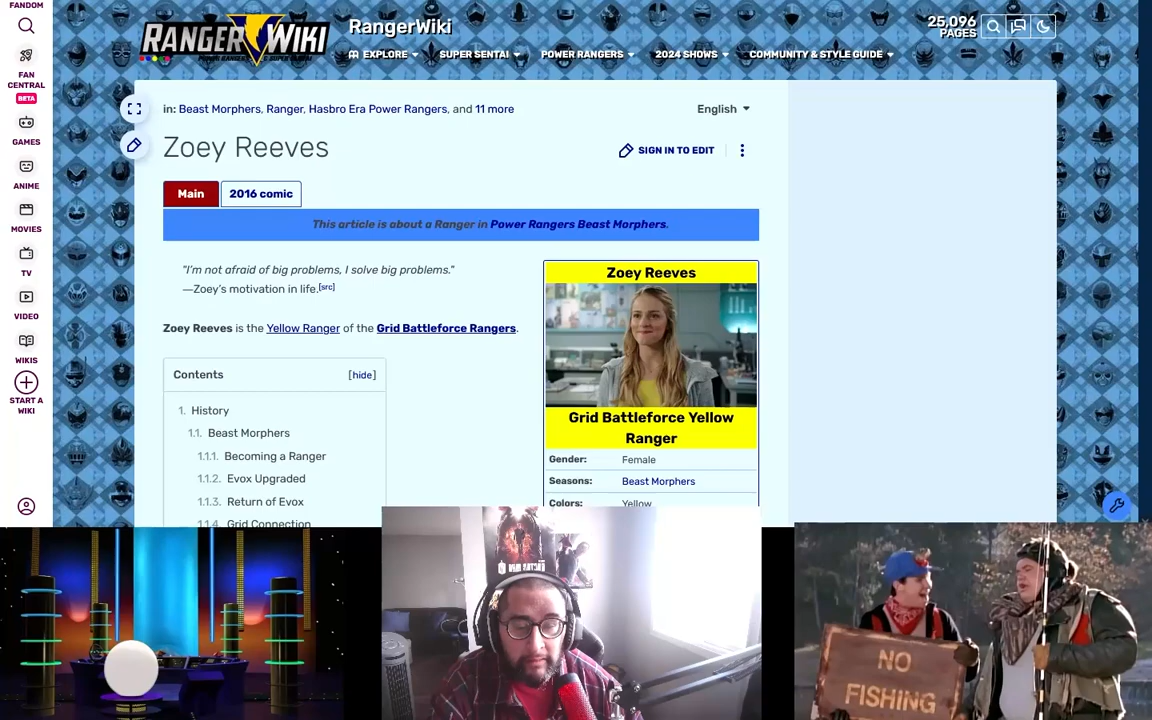 FANDOM
FAN
CENTRAL
BETA
GAMES
ANIME
MOVIES
TV
VIDEO
WIKIS
START A
WIKI
RANGER WIKI
RangerWiki
25,096
PAGES
EXPLORE
SUPER SENTAI
POWER RANGERS
2024 SHOWS
COMMUNITY & STYLE GUIDE
in: Beast Morphers, Ranger, Hasbro Era Power Rangers, and 11 more
English
Zoey Reeves
SIGN IN TO EDIT
Main
2016 comic
This article is about a Ranger in Power Rangers Beast Morphers.
"I'm not afraid of big problems, I solve big problems."
—Zoey's motivation in life.[src]
Zoey Reeves is the Yellow Ranger of the Grid Battleforce Rangers.
Contents [hide]
1. History
1.1. Beast Morphers
1.1.1. Becoming a Ranger
1.1.2. Evox Upgraded
1.1.3. Return of Evox
1.1.4. Grid Connection
Zoey Reeves
Grid Battleforce Yellow
Ranger
Gender: Female
Seasons: Beast Morphers
Colors: Yellow
NO
FISHING